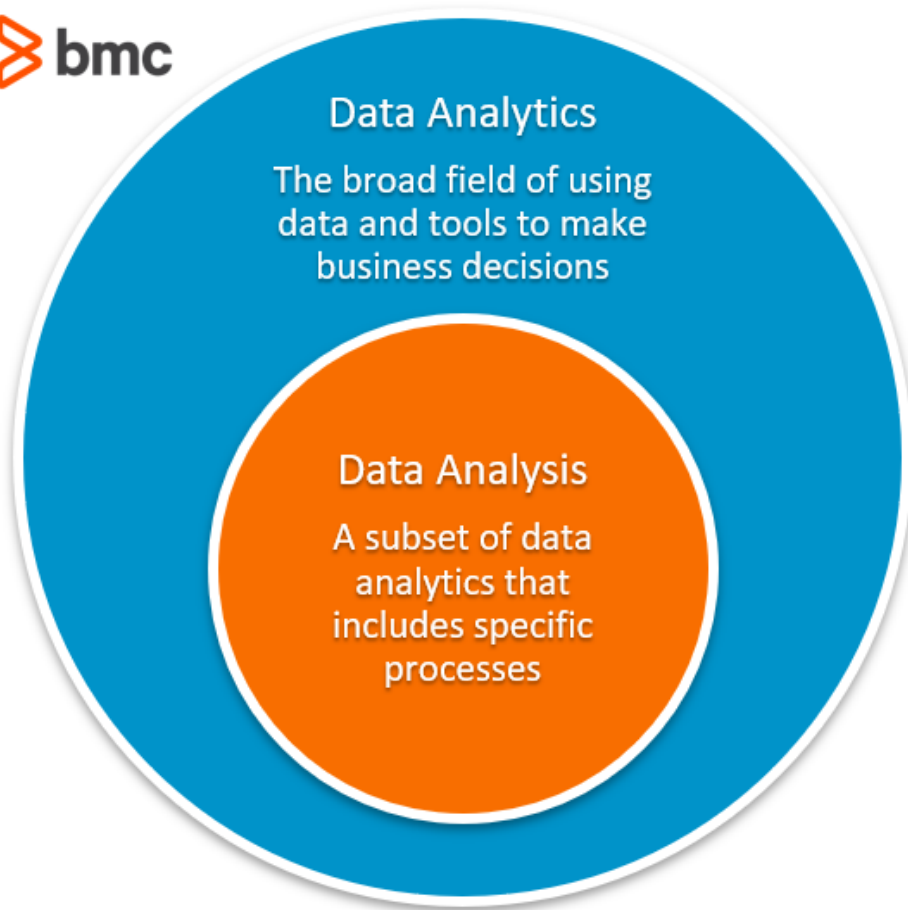 bmc
Data Analytics
The broad field of using
data and tools to make
business decisions
Data Analysis
A subset of data
analytics that
includes specific
processes